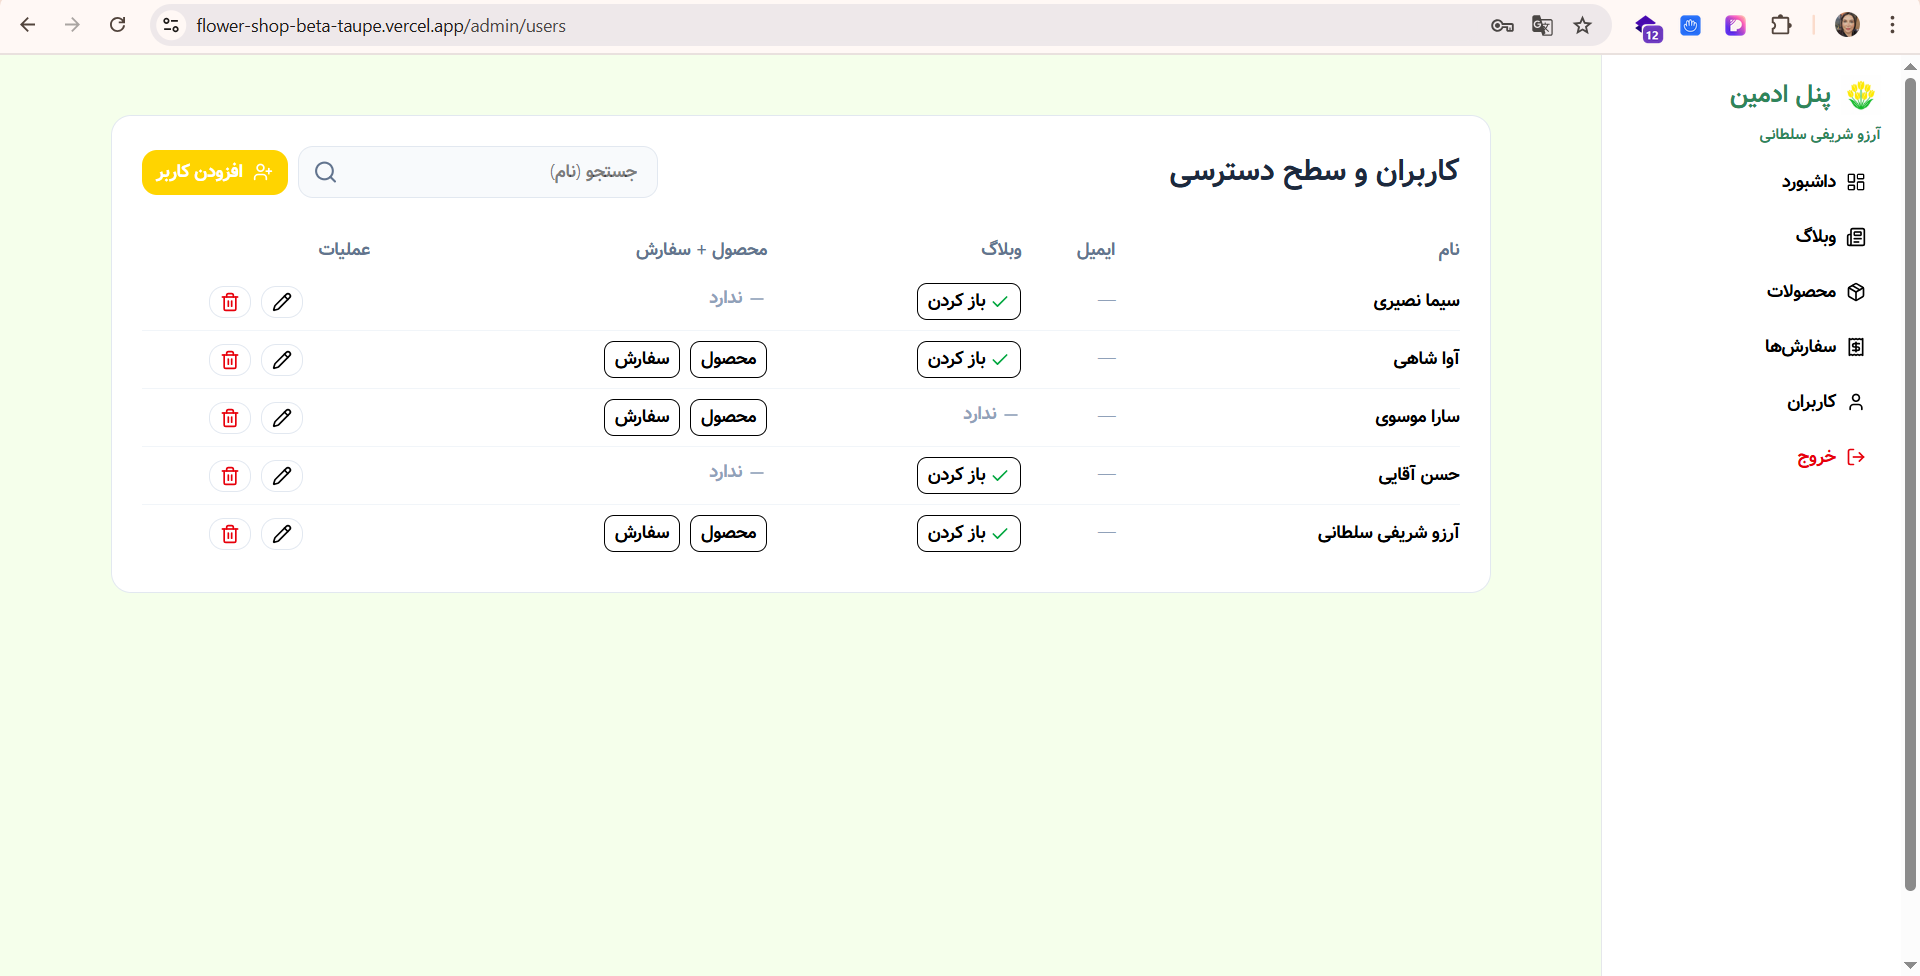 flower-shop-beta-taupe.vercel.app/admin/users
12
پنل ادمین
آرزو شریفی سلطانی
داشبورد
وبلاگ
محصولات
سفارش‌ها
کاربران
خروج
کاربران و سطح دسترسی
جستجو (نام)
افزودن کاربر
نام ایمیل وبلاگ محصول + سفارش عملیات
سیما نصیری — باز کردن — ندارد
آوا شاهی — باز کردن محصول سفارش
سارا موسوی — — ندارد محصول سفارش
حسن آقایی — باز کردن — ندارد
آرزو شریفی سلطانی — باز کردن محصول سفارش